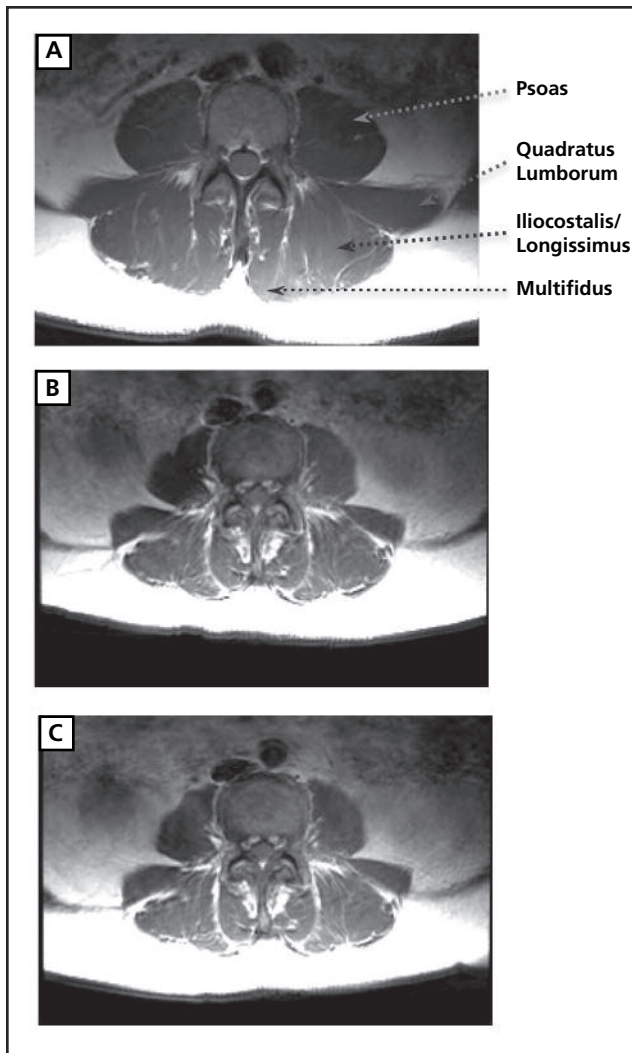 A
Psoas
Quadratus
Lumborum
Iliocostalis/
Longissimus
Multifidus
B
C